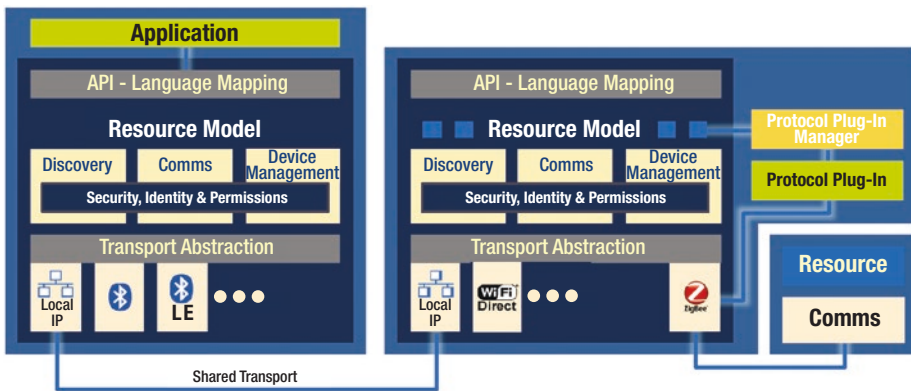 Application
API - Language Mapping
Resource Model
Discovery
Comms
Device
Management
Security, Identity & Permissions
Transport Abstraction
Local
IP
LE
API - Language Mapping
Resource Model
Discovery
Comms
Device
Management
Security, Identity & Permissions
Transport Abstraction
Local
IP
WiFi
Direct
ZigBee
Protocol Plug-In
Manager
Protocol Plug-In
Resource
Comms
Shared Transport